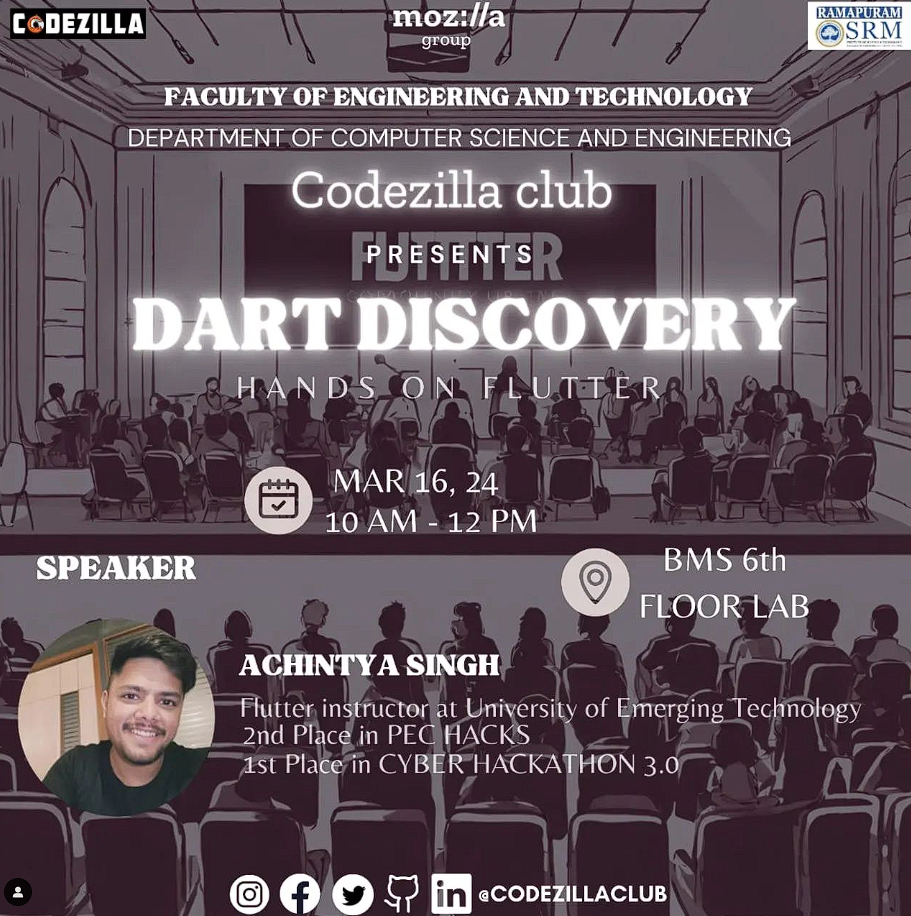 CODEZILLA
moz://a
group
RAMAPURAM
SRM
FACULTY OF ENGINEERING AND TECHNOLOGY
DEPARTMENT OF COMPUTER SCIENCE AND ENGINEERING
Codezilla club
PRESENTS
DART DISCOVERY
HANDS ON FLUTTER
MAR 16, 24
10 AM - 12 PM
BMS 6th
FLOOR LAB
SPEAKER
ACHINTYA SINGH
Flutter instructor at University of Emerging Technology
2nd Place in PEC HACKS
1st Place in CYBER HACKATHON 3.0
@CODEZILLACLUB